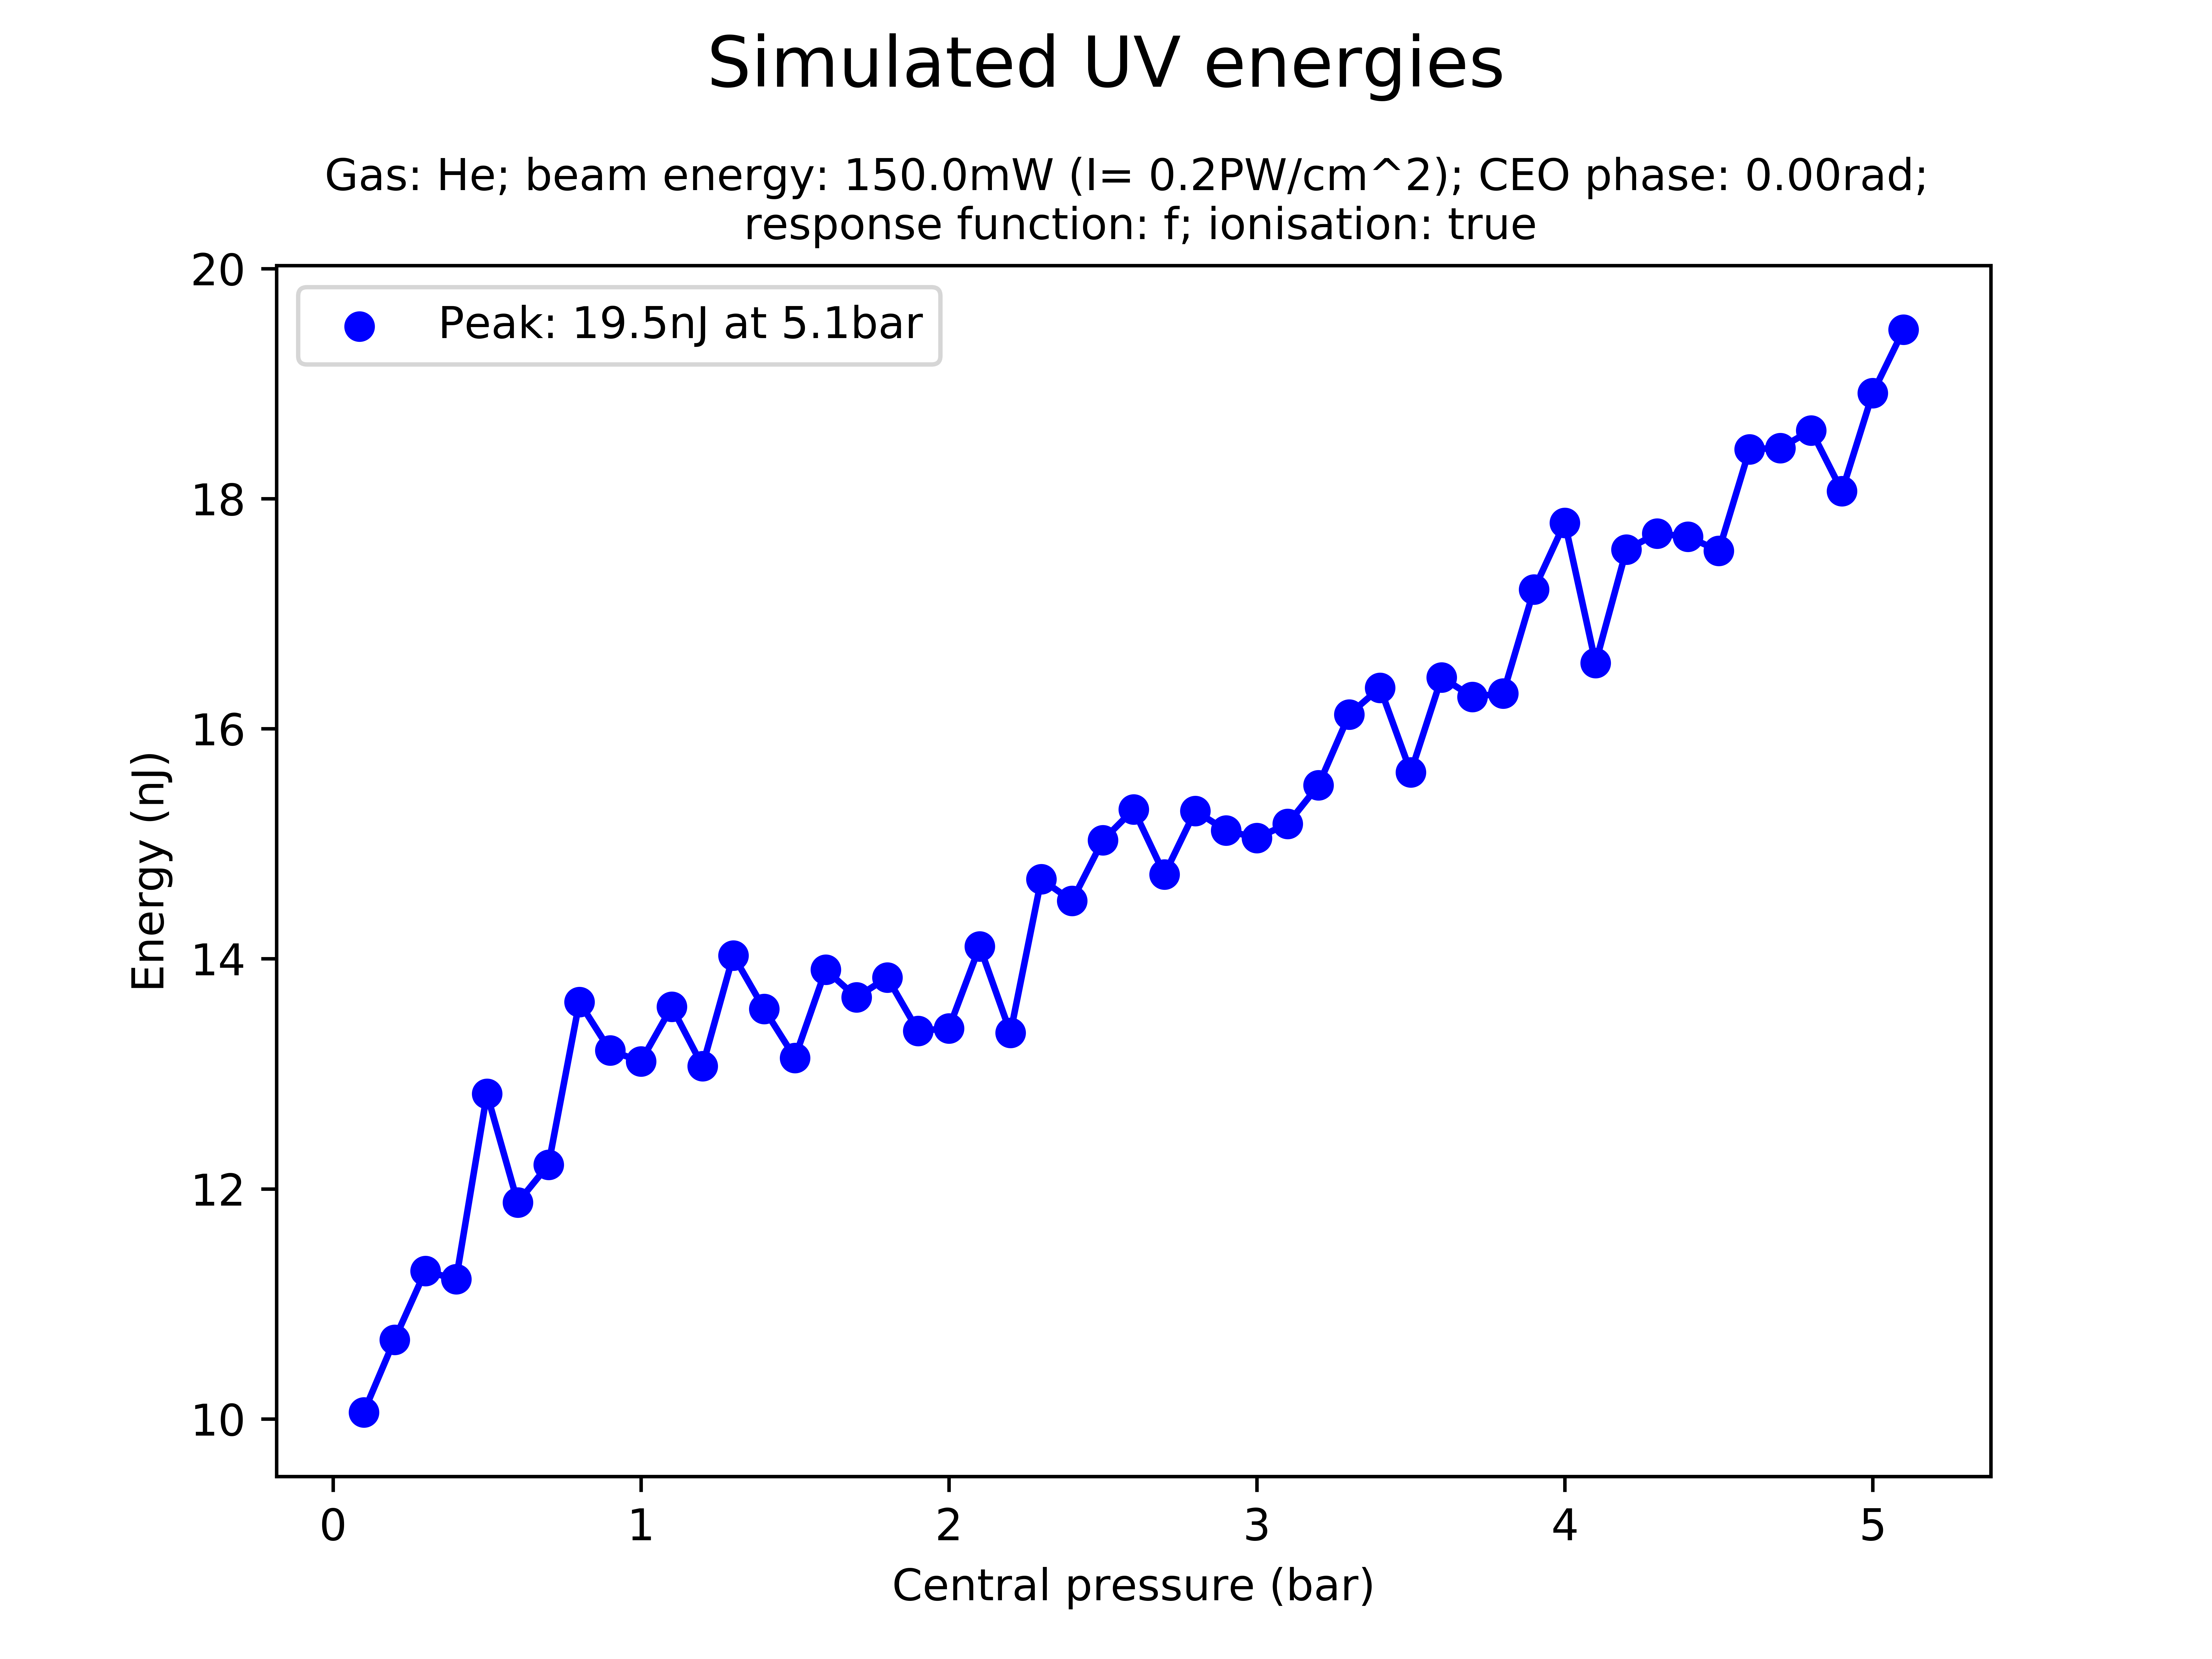 Simulated UV energies
Gas: He; beam energy: 150.0mW (I= 0.2PW/cm^2); CEO phase: 0.00rad;
response function: f; ionisation: true
Peak: 19.5nJ at 5.1bar
20
18
16
14
12
10
Energy (nJ)
0 1 2 3 4 5
Central pressure (bar)